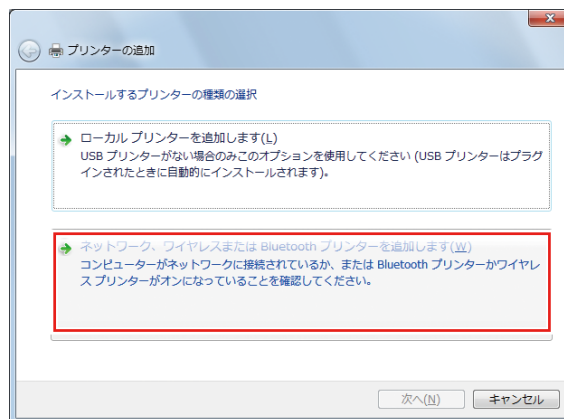 プリンターの追加
インストールするプリンターの種類の選択
ローカル プリンターを追加します(L)
USB プリンターがない場合のみこのオプションを使用してください (USB プリンターはプラグ
インされたときに自動的にインストールされます)。
ネットワーク、ワイヤレスまたは Bluetooth プリンターを追加します(W)
コンピューターがネットワークに接続されているか、または Bluetooth プリンターかワイヤレ
ス プリンターがオンになっていることを確認してください。
次へ(N)
キャンセル